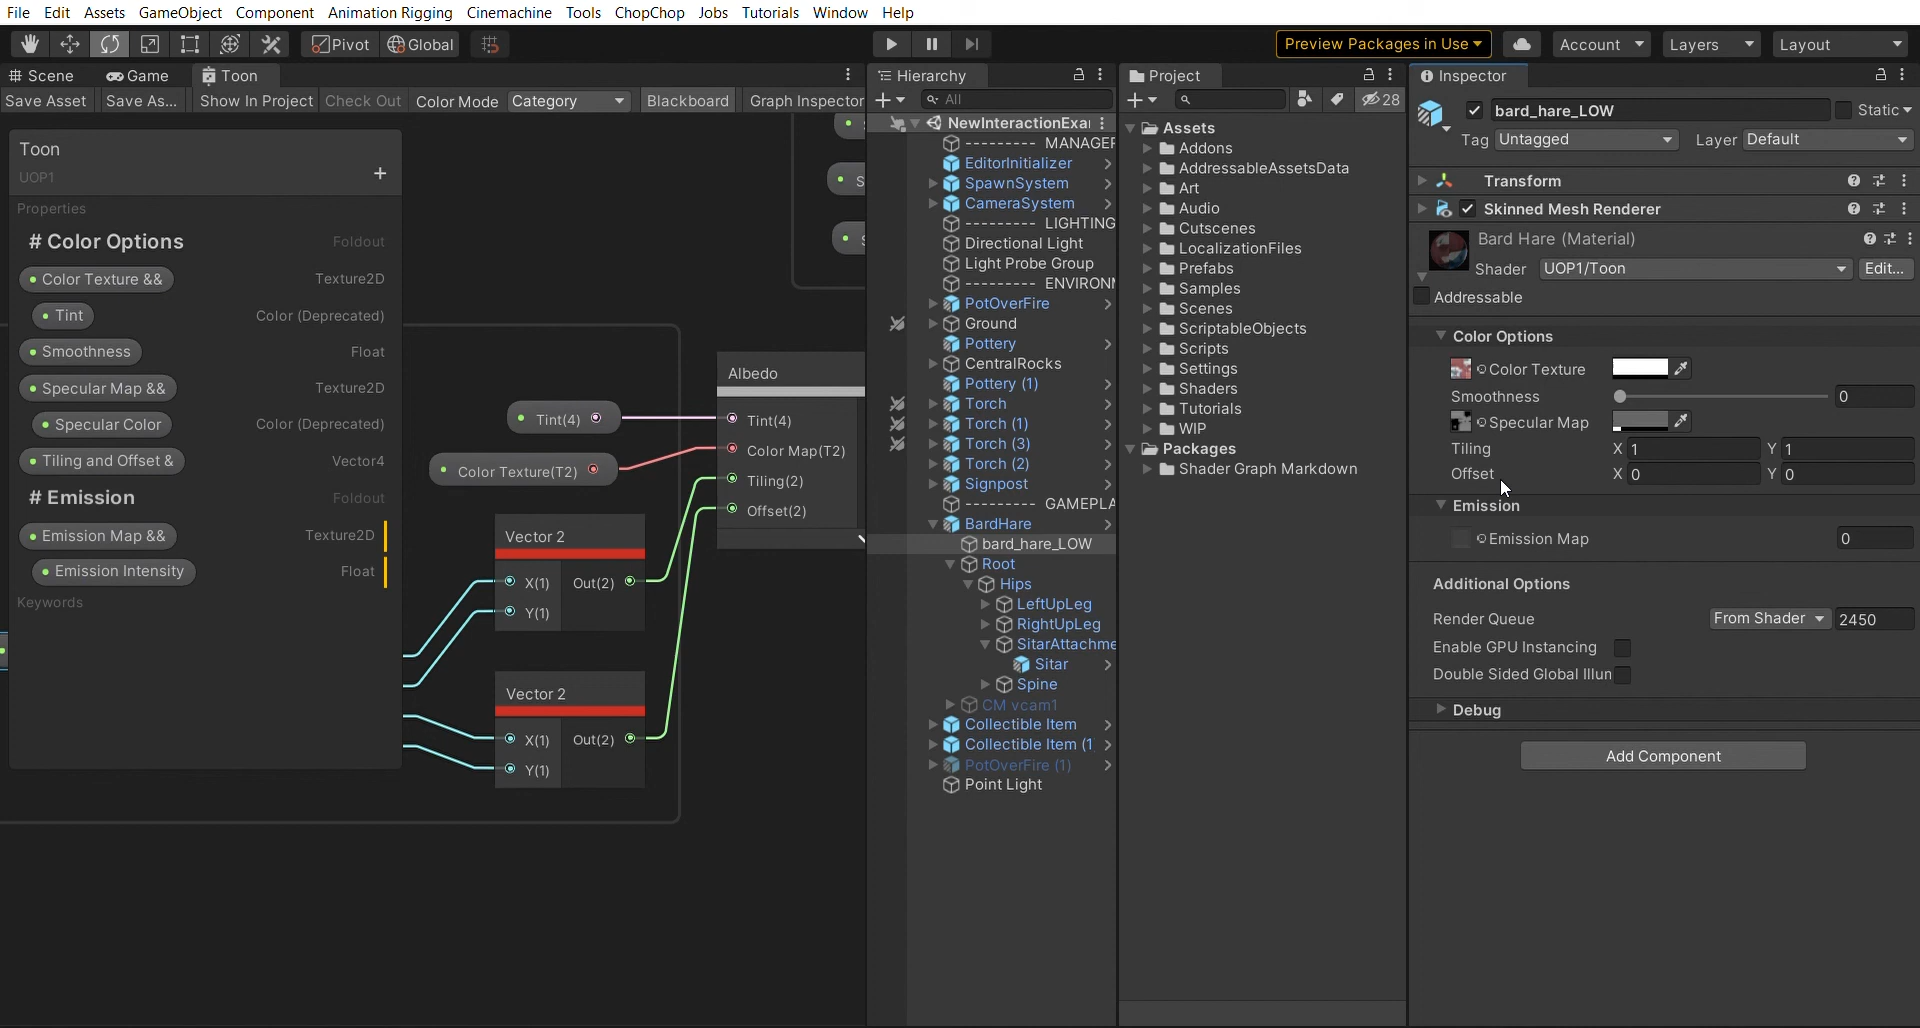 File Edit Assets GameObject Component Animation Rigging Cinemachine Tools ChopChop Jobs Tutorials Window Help
Pivot Global Preview Packages in Use Account Layers Layout
Scene Game Toon
Save Asset Save As... Show In Project Check Out Color Mode Category Blackboard Graph Inspector
Toon
UOP1
+
Properties
# Color Options Foldout
Color Texture && Texture2D
Tint Color (Deprecated)
Smoothness Float
Specular Map && Texture2D
Specular Color Color (Deprecated)
Tiling and Offset & Vector4
# Emission Foldout
Emission Map && Texture2D
Emission Intensity Float
Keywords
Tint(4)
Color Texture(T2)
Vector 2
X(1) Out(2)
Y(1)
Vector 2
X(1) Out(2)
Y(1)
Albedo
Tint(4)
Color Map(T2)
Tiling(2)
Offset(2)
Hierarchy
All
NewInteractionExa
--------- MANAGER
EditorInitializer
SpawnSystem
CameraSystem
--------- LIGHTING
Directional Light
Light Probe Group
--------- ENVIRON
PotOverFire
Ground
Pottery
CentralRocks
Pottery (1)
Torch
Torch (1)
Torch (3)
Torch (2)
Signpost
--------- GAMEPLA
BardHare
bard_hare_LOW
Root
Hips
LeftUpLeg
RightUpLeg
SitarAttachme
Sitar
Spine
CM vcam1
Collectible Item
Collectible Item (1
PotOverFire (1)
Point Light
Project
28
Assets
Addons
AddressableAssetsData
Art
Audio
Cutscenes
LocalizationFiles
Prefabs
Samples
Scenes
ScriptableObjects
Scripts
Settings
Shaders
Tutorials
WIP
Packages
Shader Graph Markdown
Inspector
bard_hare_LOW Static
Tag Untagged Layer Default
Transform
Skinned Mesh Renderer
Bard Hare (Material)
Shader UOP1/Toon Edit...
Addressable
Color Options
Color Texture
Smoothness 0
Specular Map
Tiling X 1 Y 1
Offset X 0 Y 0
Emission
Emission Map 0
Additional Options
Render Queue From Shader 2450
Enable GPU Instancing
Double Sided Global Illun
Debug
Add Component